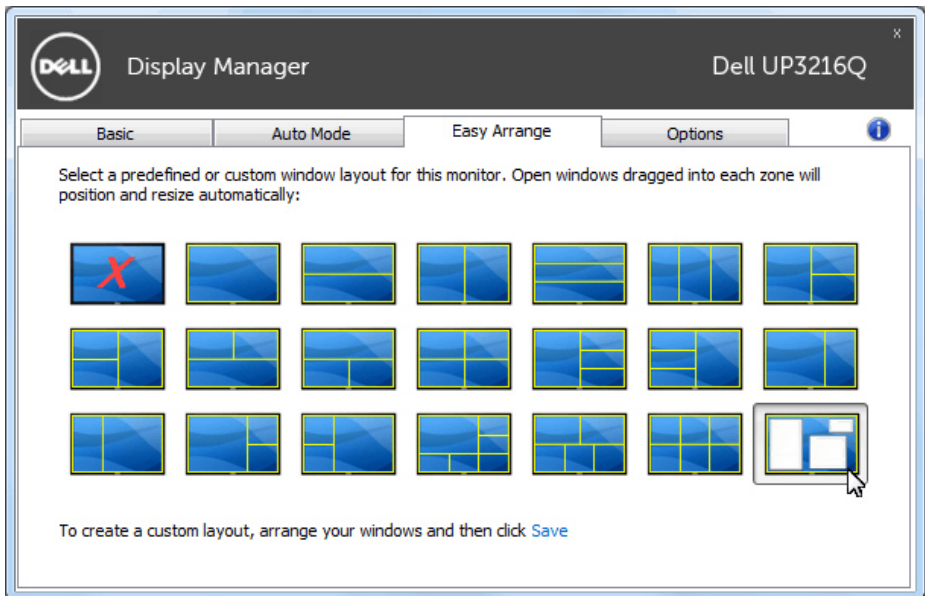 DELL
Display Manager
Dell UP3216Q
x
Basic
Auto Mode
Easy Arrange
Options
i
Select a predefined or custom window layout for this monitor. Open windows dragged into each zone will
position and resize automatically:
X
To create a custom layout, arrange your windows and then click Save